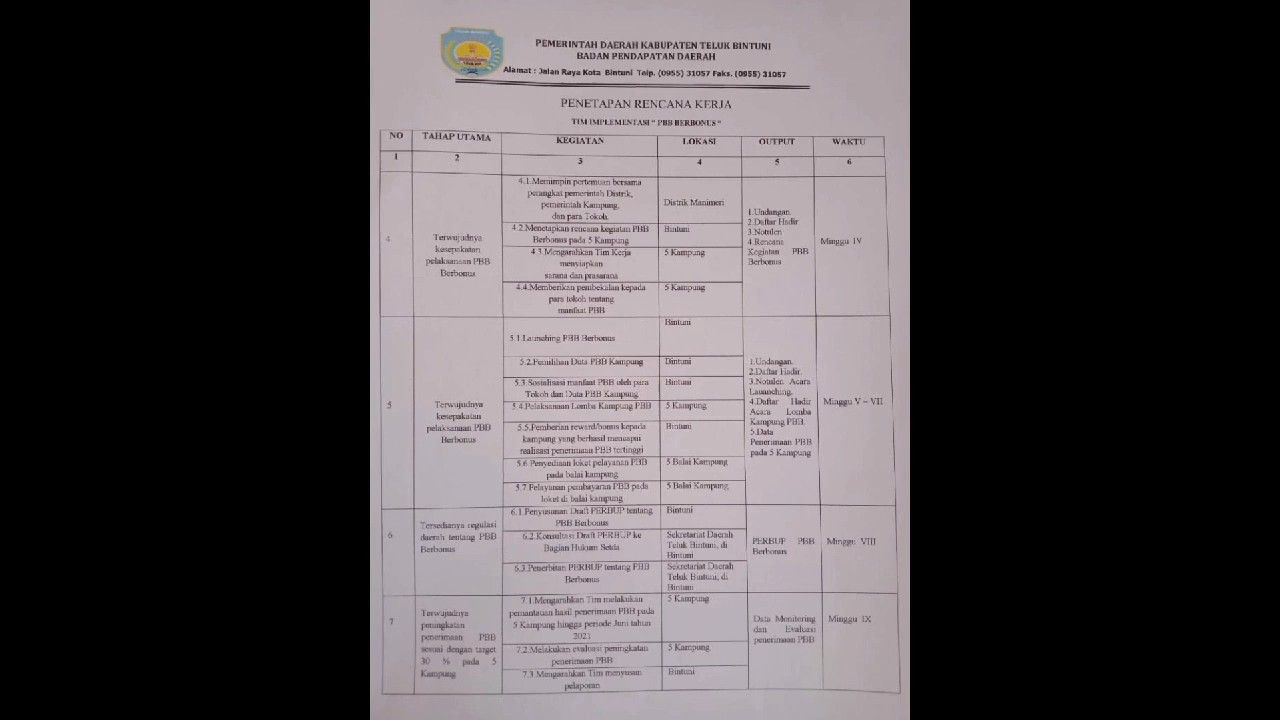 PEMERINTAH DAERAH KABUPATEN TELUK BINTUNI
BADAN PENDAPATAN DAERAH
Alamat : Jalan Raya Kota Bintuni Telp. (0955) 31057 Faks. (0955) 31057
PENETAPAN RENCANA KERJA
TIM IMPLEMENTASI " PBB BERBONUS "
NO TAHAP UTAMA KEGIATAN LOKASI OUTPUT WAKTU
1 2 3 4 5 6
4
Terwujudnya
kesepakatan
pelaksanaan PBB
Berbonus
4.1.Memimpin pertemuan bersama
perangkat pemerintah Distrik,
pemerintah Kampung,
dan para Tokoh.
Distrik Manimeri
4.2.Menetapkan rencana kegiatan PBB
Berbonus pada 5 Kampung
Bintuni
4.3.Mengarahkan Tim Kerja
menyiapkan
sarana dan prasarana
5 Kampung
4.4.Memberikan pembekalan kepada
para tokoh tentang
manfaat PBB
5 Kampung
1.Undangan.
2.Daftar Hadir
3.Notulen
4.Rencana
Kegiatan PBB
Berbonus
Minggu IV
5
Terwujudnya
kesepakatan
pelaksanaan PBB
Berbonus
5.1.Launching PBB Berbonus
Bintuni
5.2.Pemilihan Duta PBB Kampung
Bintuni
5.3.Sosialisasi manfaat PBB oleh para
Tokoh dan Duta PBB Kampung
Bintuni
5.4.Pelaksanaan Lomba Kampung PBB
5 Kampung
5.5.Pemberian reward/bonus kepada
kampung yang berhasil mencapai
realisasi penerimaan PBB tertinggi
Bintuni
5.6 Penyediaan loket pelayanan PBB
pada balai kampung
5 Balai Kampung
5.7.Pelayanan pembayaran PBB pada
loket di balai kampung
5 Balai Kampung
1.Undangan.
2.Daftar Hadir.
3.Notulen Acara
Lauanching.
4.Daftar Hadir
Acara Lomba
Kampung PBB.
5.Data
Penerimaan PBB
pada 5 Kampung
Minggu V – VII
6
Tersedianya regulasi
daerah tentang PBB
Berbonus
6.1.Penyusunan Draft PERBUP tentang
PBB Berbonus
Bintuni
6.2.Konsultasi Draft PERBUP ke
Bagian Hukum Setda
Sekretariat Daerah
Teluk Bintuni, di
Bintuni
6.3.Penerbitan PERBUP tentang PBB
Berbonus
Sekretariat Daerah
Teluk Bintuni, di
Bintuni
PERBUP PBB
Berbonus
Minggu VIII
7
Terwujudnya
peningkatan
penerimaan PBB
sesuai dengan target
30 % pada 5
Kampung
7.1.Mengarahkan Tim melakukan
pemantauan hasil penerimaan PBB pada
5 Kampung hingga periode Juni tahun
2021
5 Kampung
7.2.Melakukan evaluasi peningkatan
penerimaan PBB
5 Kampung
7.3.Mengarahkan Tim menyusun
pelaporan
Bintuni
Data Monitoring
dan Evaluasi
penerimaan PBB
Minggu IX